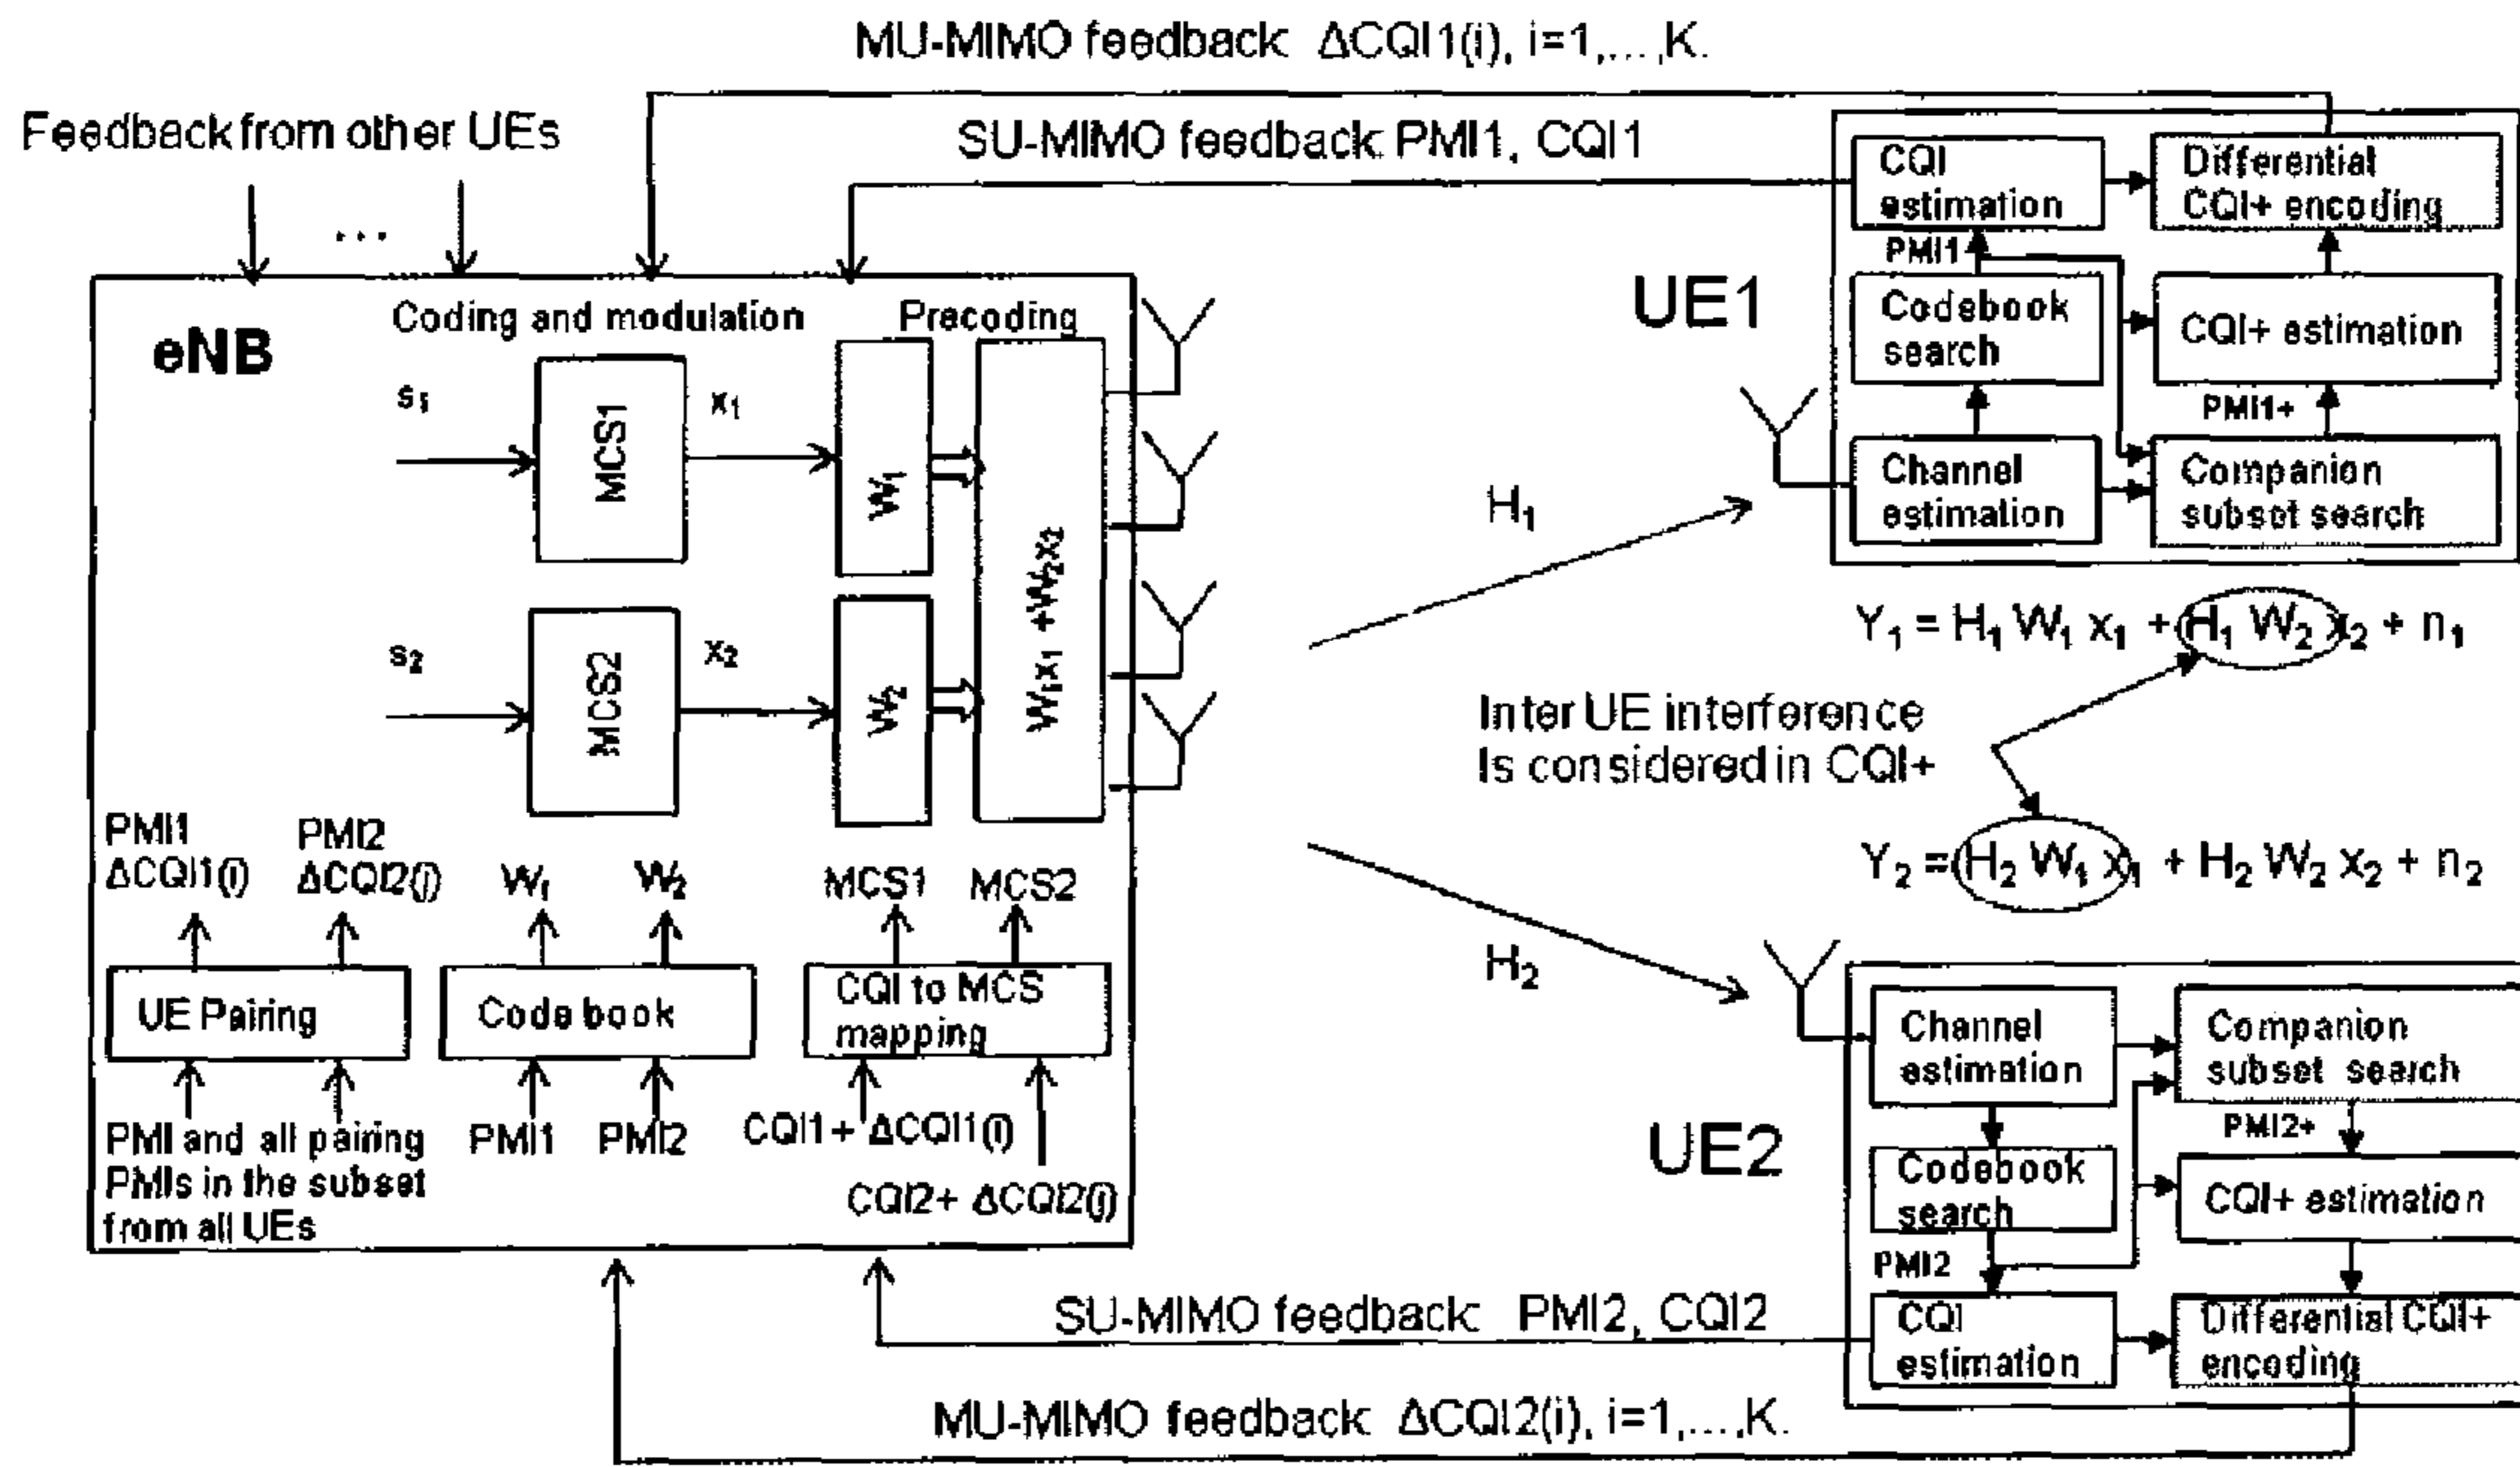 MU-MIMO feedback: ΔCQI1(i), i=1,...,K.
Feedback from other UEs
SU-MIMO feedback: PMI1, CQI1
...
eNB
Coding and modulation
Precoding
s₁
MCS1
x₁
W₁
W₁x₁ +W₂x₂
s₂
MCS2
x₂
W₂
PMI1
ΔCQI1(i)
PMI2
ΔCQI2(j)
W₁
W₂
MCS1
MCS2
UE Pairing
Codebook
CQI to MCS
mapping
PMI and all pairing
PMIs in the subset
from all UEs
PMI1
PMI2
CQI1+ ΔCQI1(i)
CQI2+ ΔCQI2(j)
UE1
CQI
estimation
Differential
CQI+ encoding
PMI1
Codebook
search
CQI+ estimation
PMI1+
Channel
estimation
Companion
subset search
H₁
Y₁ = H₁ W₁ x₁ + H₁ W₂ x₂ + n₁
Inter UE interference
Is considered in CQI+
Y₂ = H₂ W₁ x₁ + H₂ W₂ x₂ + n₂
H₂
UE2
Channel
estimation
Companion
subset search
PMI2+
Codebook
search
CQI+ estimation
PMI2
CQI
estimation
Differential CQI+
encoding
SU-MIMO feedback: PMI2, CQI2
MU-MIMO feedback: ΔCQI2(i), i=1,...,K.